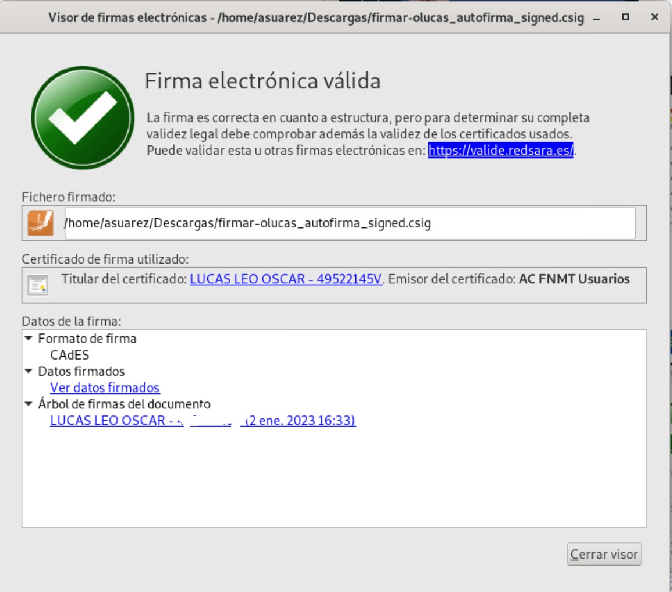 Visor de firmas electrónicas - /home/asuarez/Descargas/firmar-olucas_autofirma_signed.csig
Firma electrónica válida
La firma es correcta en cuanto a estructura, pero para determinar su completa
validez legal debe comprobar además la validez de los certificados usados.
Puede validar esta u otras firmas electrónicas en: https://valide.redsara.es/.
Fichero firmado:
/home/asuarez/Descargas/firmar-olucas_autofirma_signed.csig
Certificado de firma utilizado:
Titular del certificado: LUCAS LEO OSCAR - 49522145V. Emisor del certificado: AC FNMT Usuarios
Datos de la firma:
Formato de firma
CAdES
Datos firmados
Ver datos firmados
Árbol de firmas del documento
LUCAS LEO OSCAR - (2 ene. 2023 16:33)
Cerrar visor